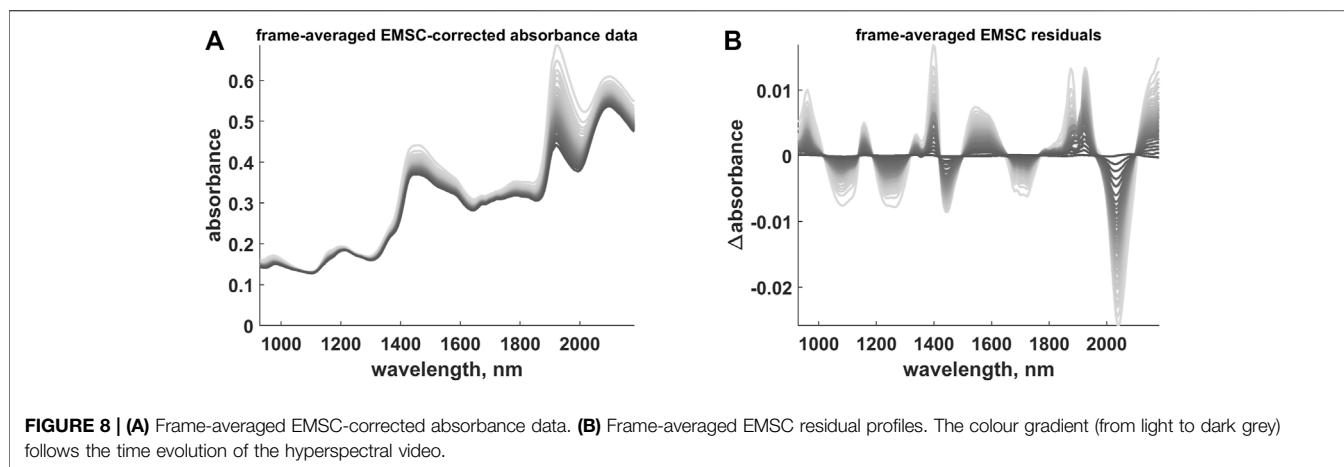 A
frame-averaged EMSC-corrected absorbance data
absorbance
0.6
0.5
0.4
0.3
0.2
0.1
0
1000 1200 1400 1600 1800 2000
wavelength, nm
B
frame-averaged EMSC residuals
Δabsorbance
0.01
0
-0.01
-0.02
1000 1200 1400 1600 1800 2000
wavelength, nm
FIGURE 8 | (A) Frame-averaged EMSC-corrected absorbance data. (B) Frame-averaged EMSC residual profiles. The colour gradient (from light to dark grey)
follows the time evolution of the hyperspectral video.